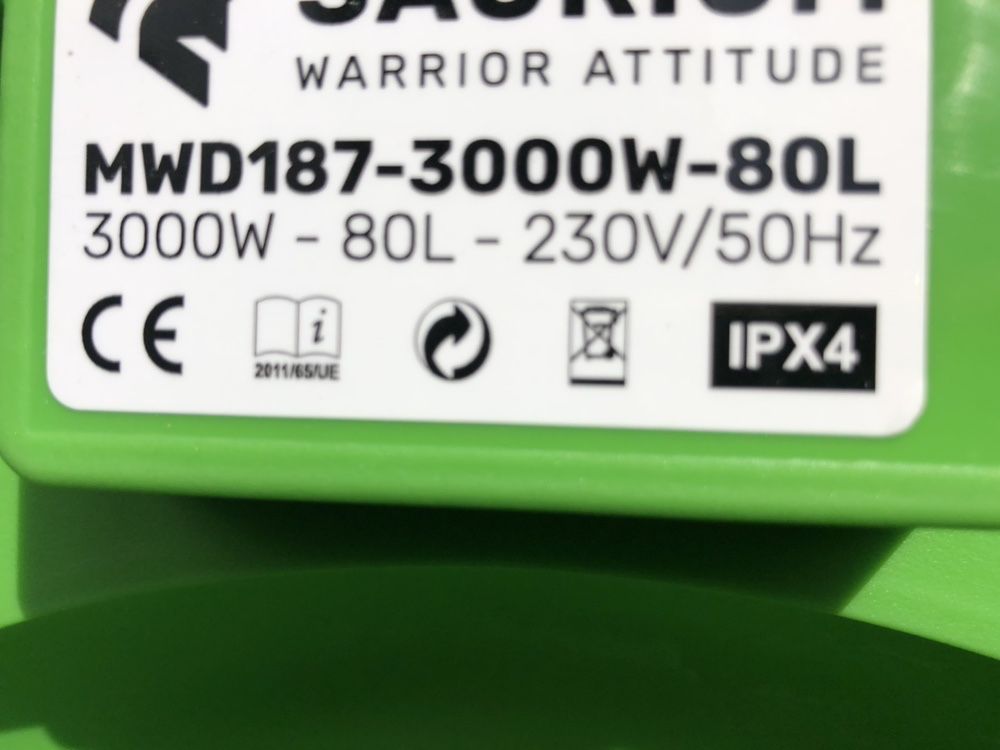 WARRIOR ATTITUDE
MWD187-3000W-80L
3000W - 80L - 230V/50Hz
CE
i
2011/65/UE
IPX4